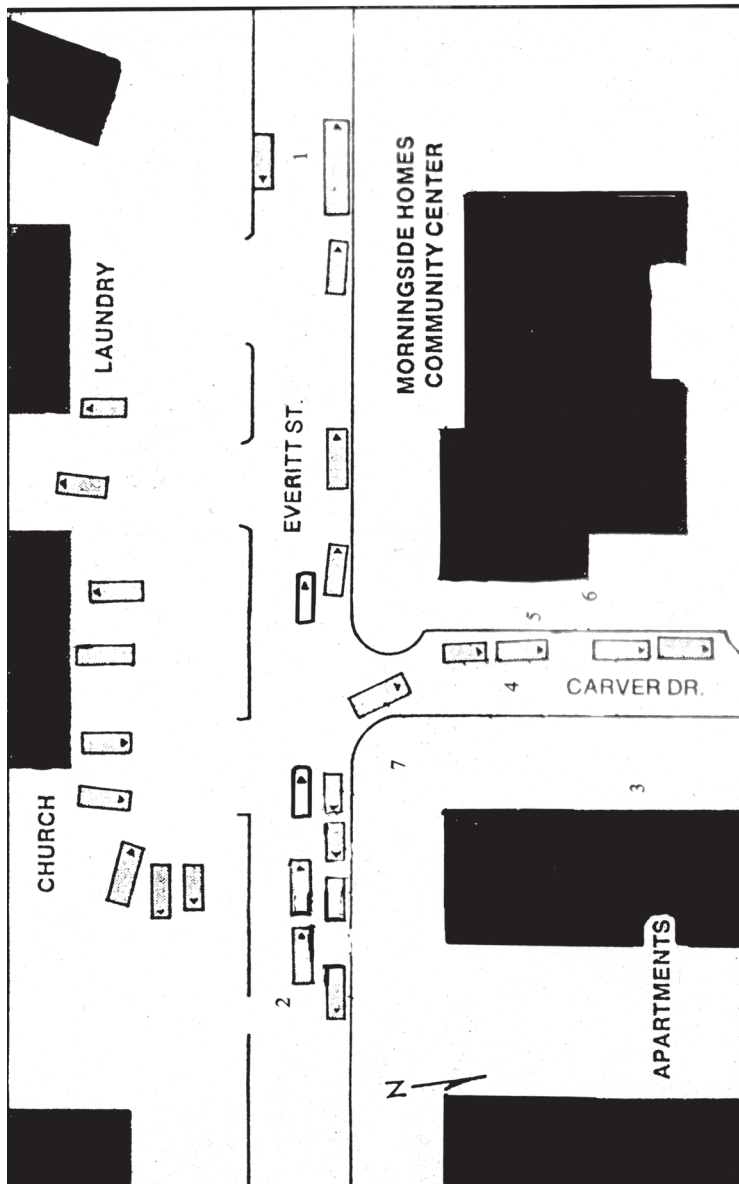 CHURCH
LAUNDRY
2
EVERITT ST.
1
N
7
MORNINGSIDE HOMES
COMMUNITY CENTER
4
5
6
CARVER DR.
3
APARTMENTS